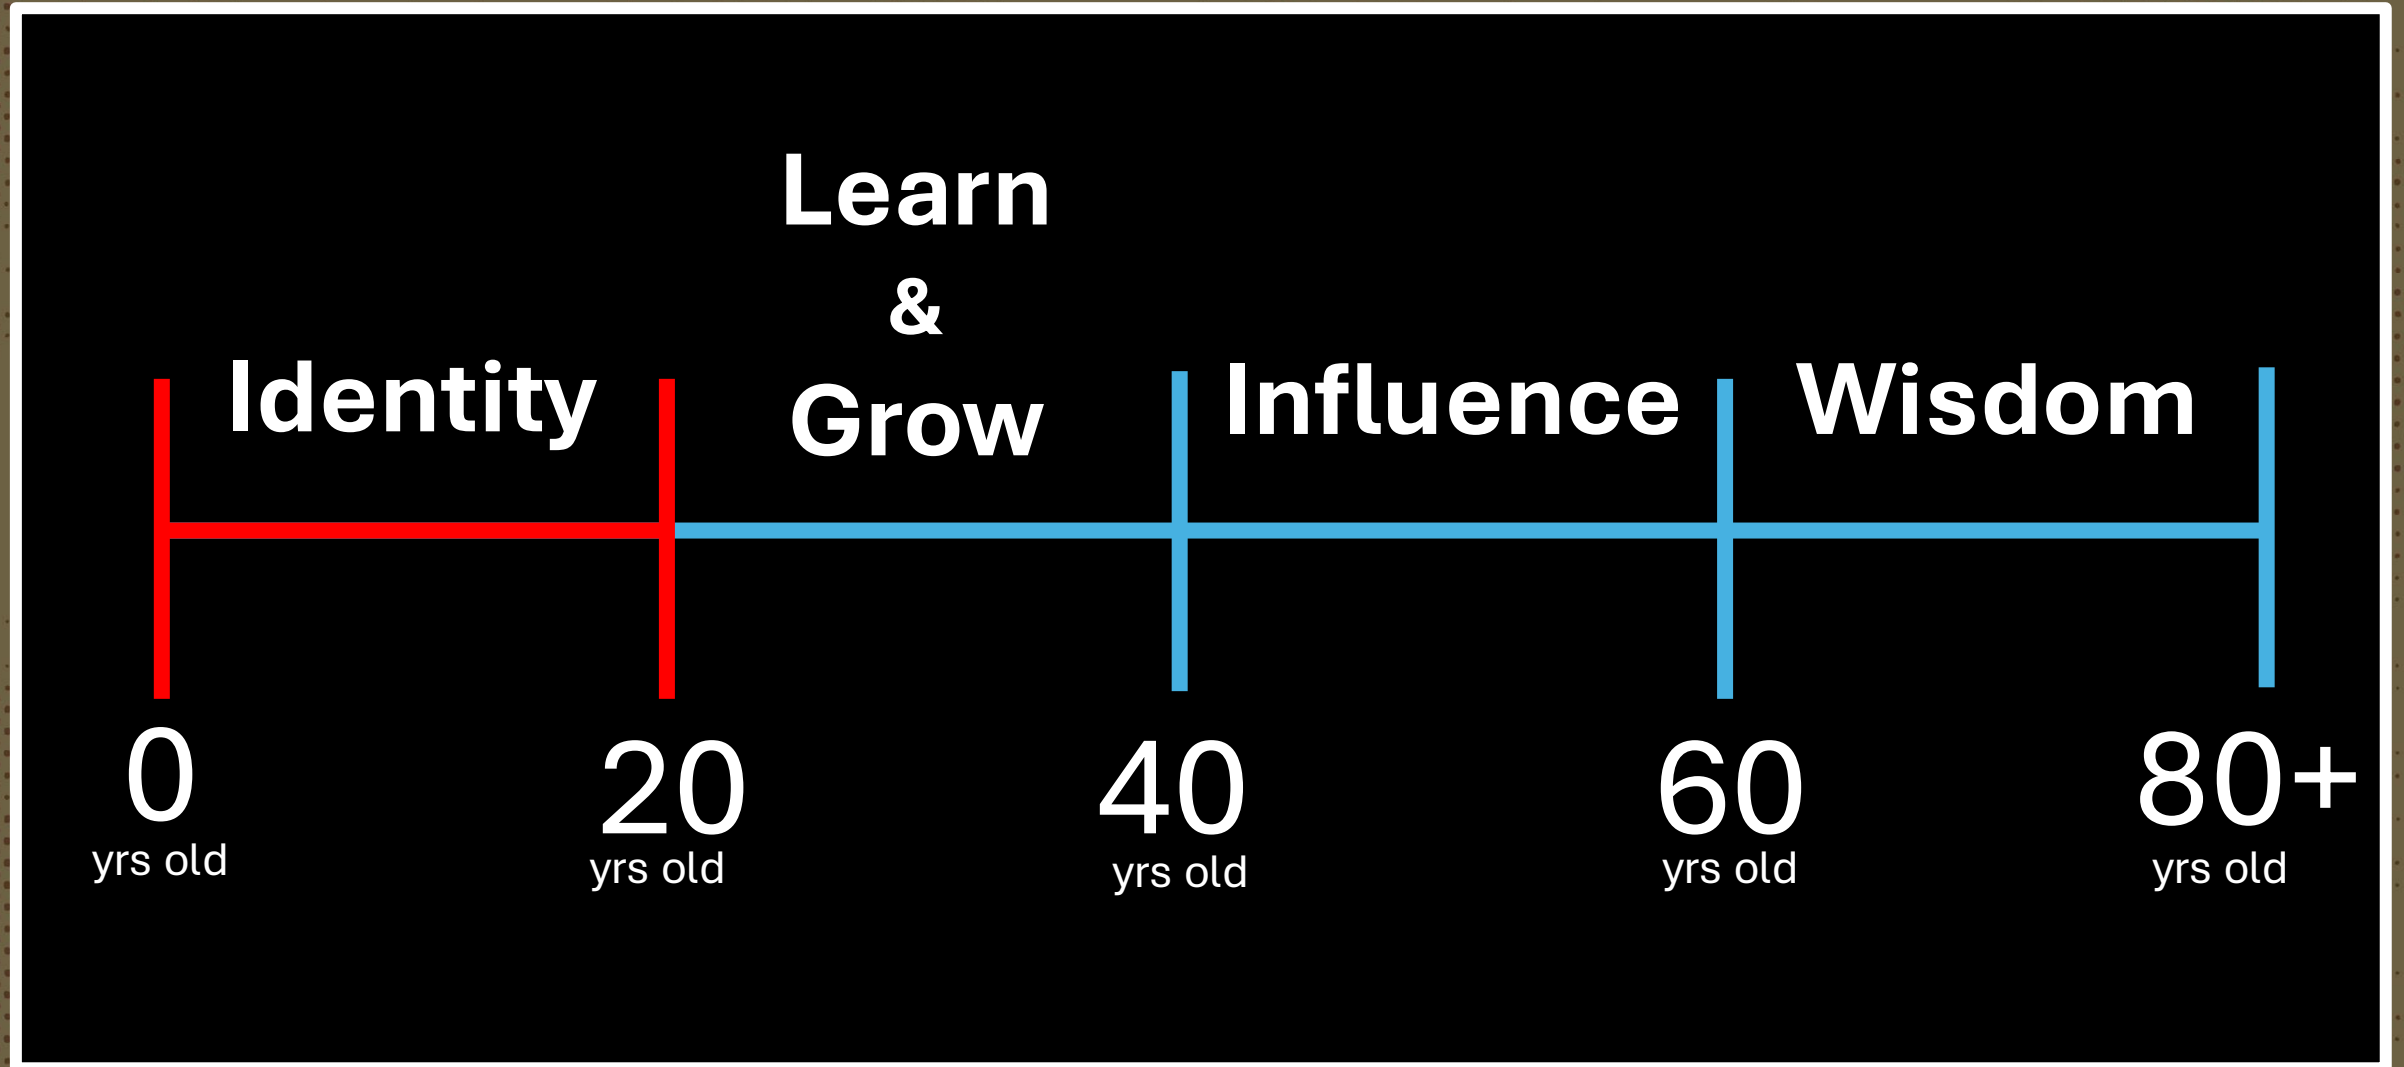 Learn
&
Grow
Identity
Influence
Wisdom
0
yrs old
20
yrs old
40
yrs old
60
yrs old
80+
yrs old